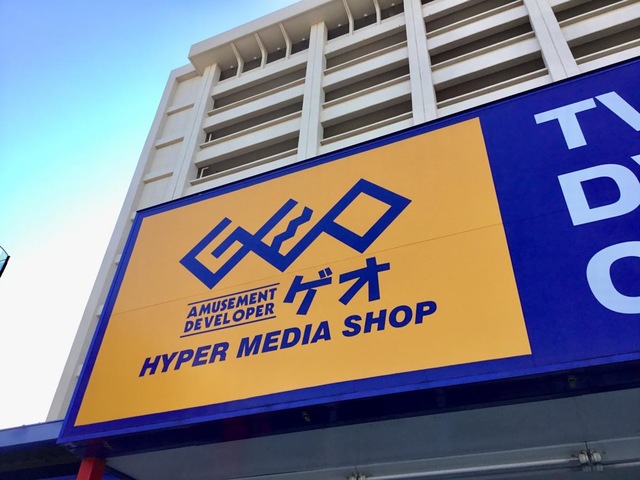 GEO
AMUSEMENT
DEVELOPER
ゲオ
HYPER MEDIA SHOP